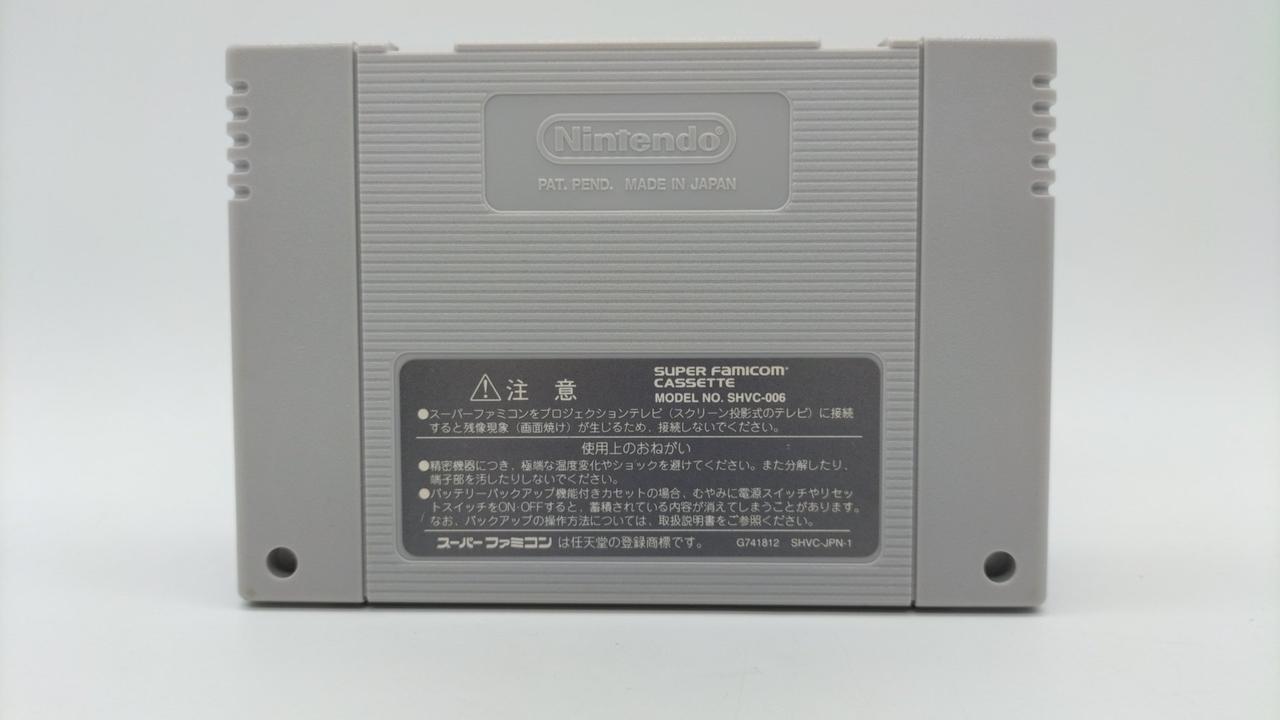 Nintendo®
PAT. PEND. MADE IN JAPAN
⚠注 意
SUPER FAMICOM®
CASSETTE
MODEL NO. SHVC-006
●スーパーファミコンをプロジェクションテレビ（スクリーン投影式のテレビ）に接続
すると残像現象（画面焼け）が生じるため、接続しないでください。
使用上のおねがい
●精密機器につき、極端な温度変化やショックを避けてください。また分解したり、
端子部を汚したりしないでください。
●バッテリーバックアップ機能付きカセットの場合、むやみに電源スイッチやリセッ
トスイッチをON・OFFすると、蓄積されている内容が消えてしまうことがあります。
なお、バックアップの操作方法については、取扱説明書をご参照ください。
スーパーファミコン は任天堂の登録商標です。 G741812 SHVC-JPN-1